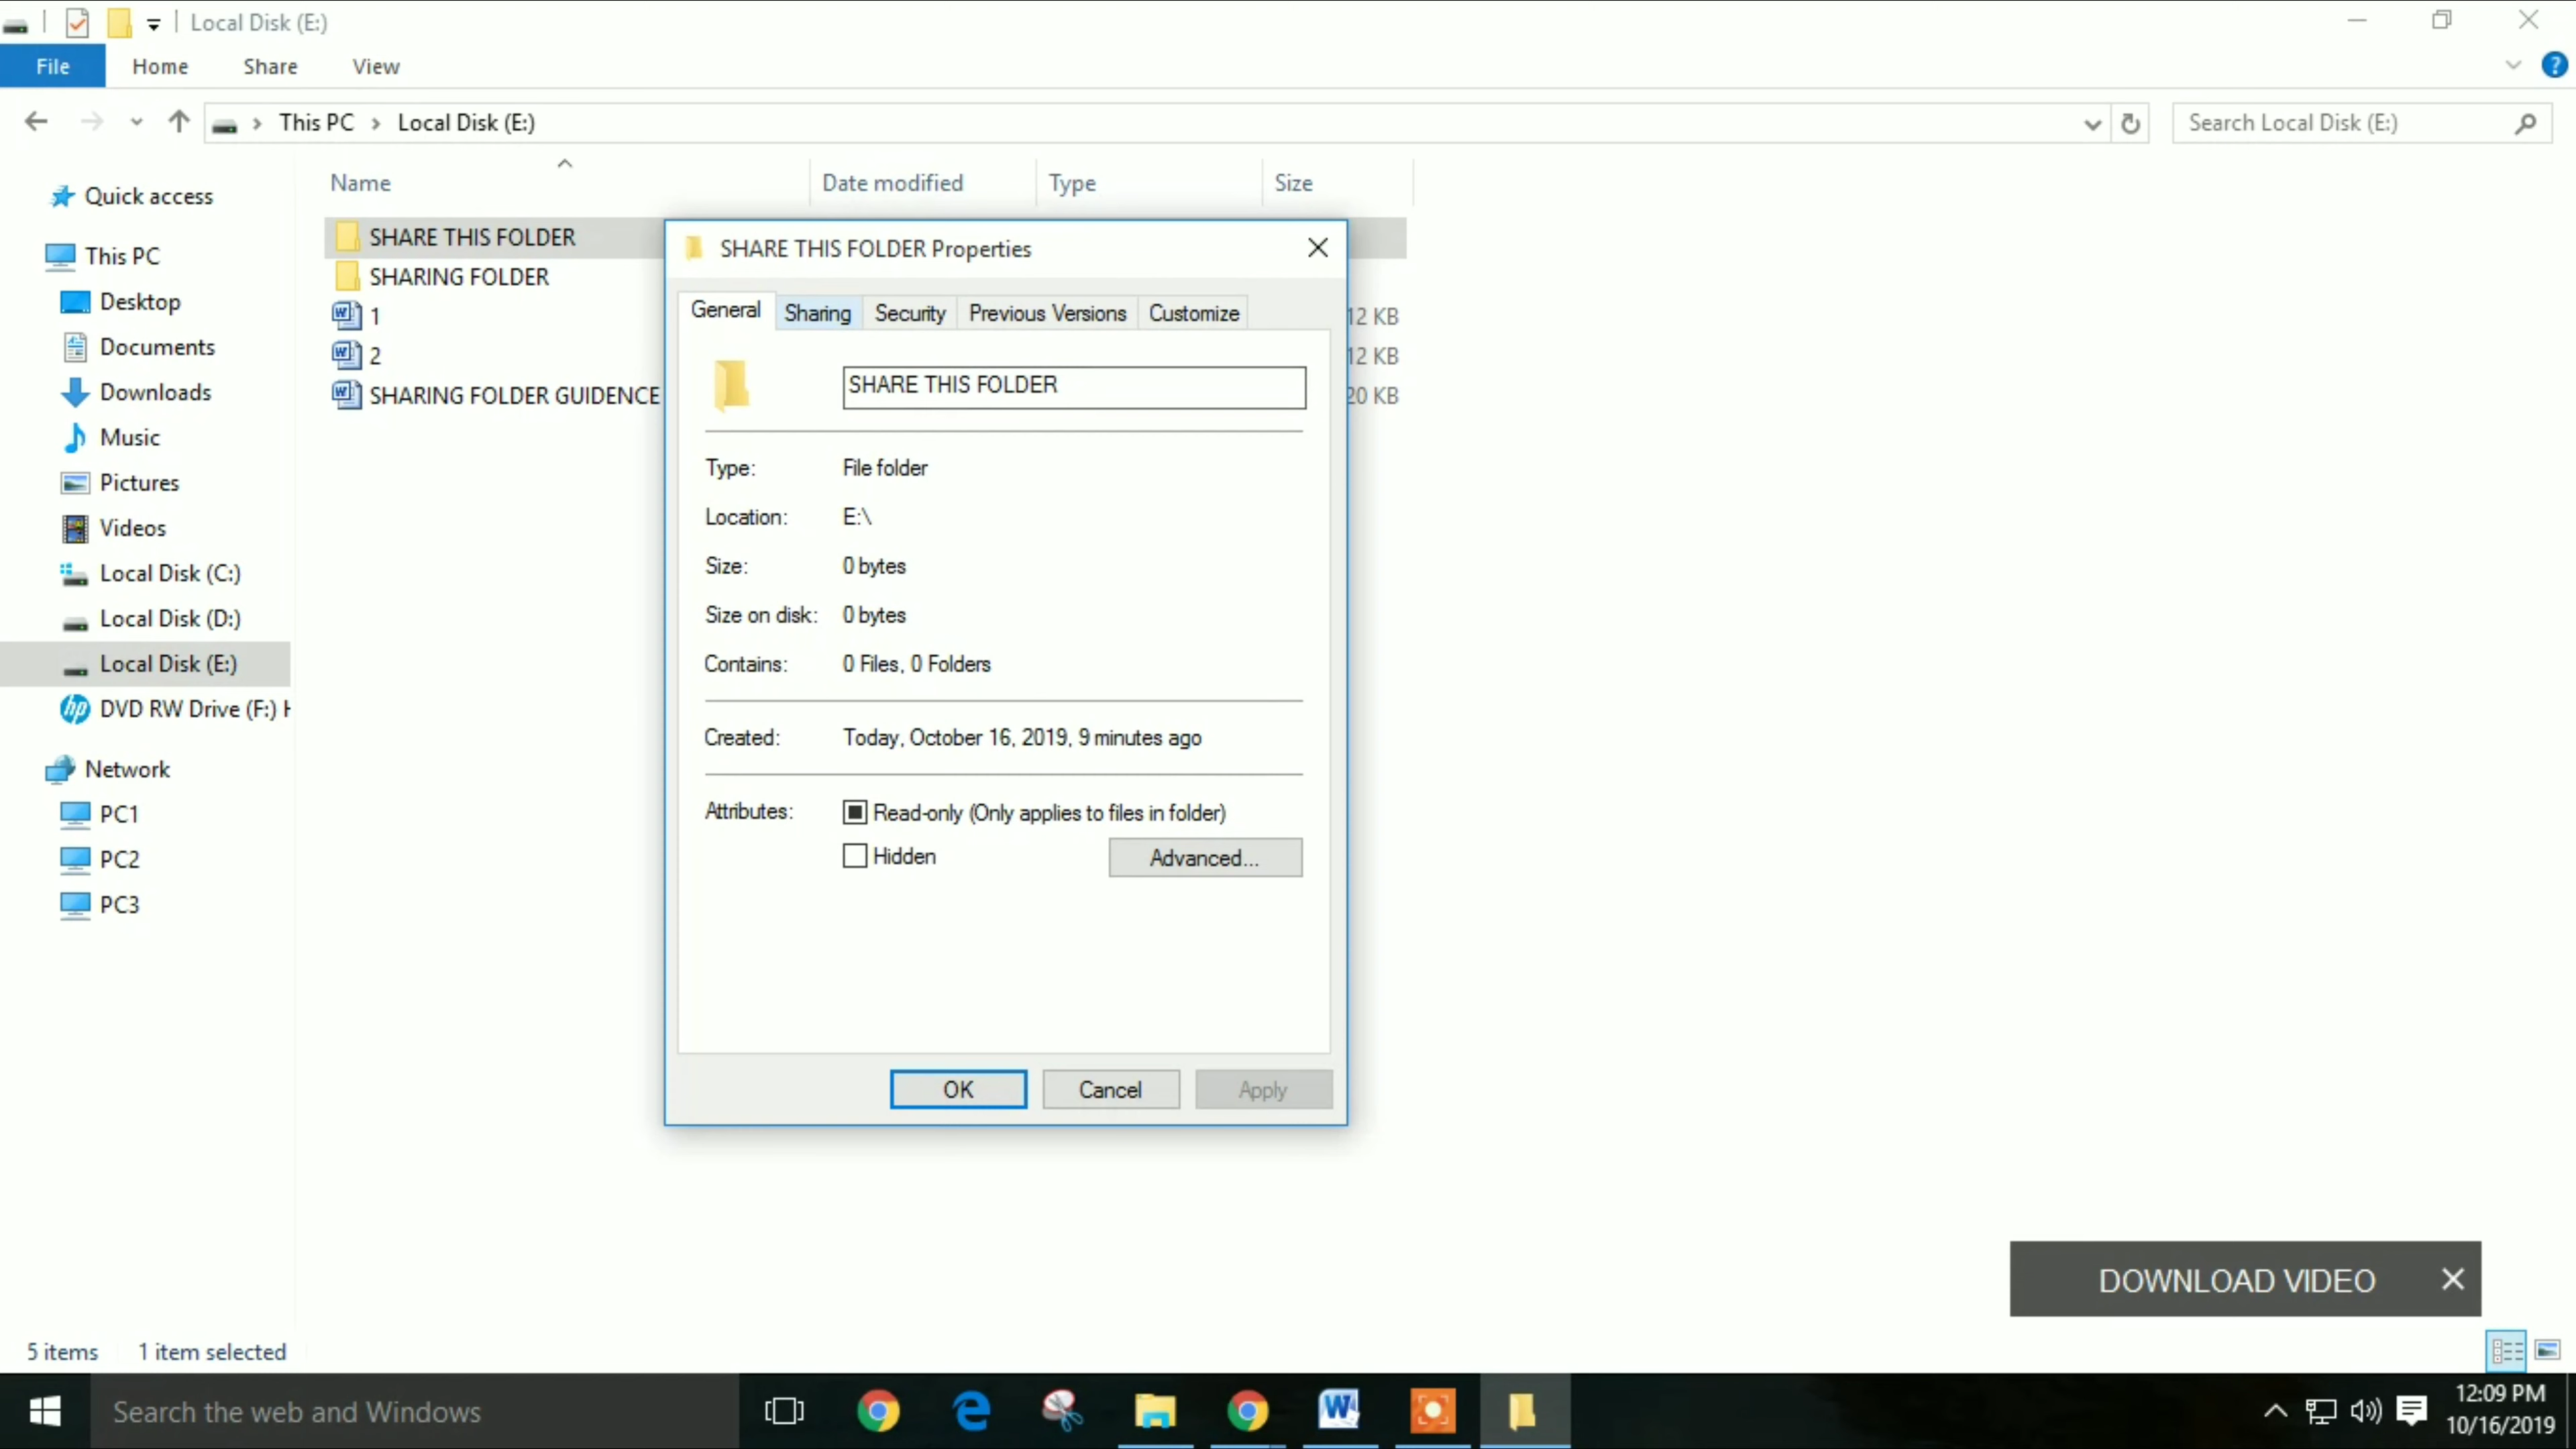 Local Disk (E:)
File Home Share View
This PC Local Disk (E:)
Search Local Disk (E:)
Name Date modified Type Size
Quick access
This PC
Desktop
Documents
Downloads
Music
Pictures
Videos
Local Disk (C:)
Local Disk (D:)
Local Disk (E:)
DVD RW Drive (F:) H
Network
PC1
PC2
PC3
SHARE THIS FOLDER
SHARING FOLDER
1
12 KB
2
12 KB
SHARING FOLDER GUIDENCE
20 KB
SHARE THIS FOLDER Properties
General Sharing Security Previous Versions Customize
SHARE THIS FOLDER
Type: File folder
Location: E:\
Size: 0 bytes
Size on disk: 0 bytes
Contains: 0 Files, 0 Folders
Created: Today, October 16, 2019, 9 minutes ago
Attributes: Read-only (Only applies to files in folder)
Hidden Advanced...
OK Cancel Apply
DOWNLOAD VIDEO
5 items 1 item selected
Search the web and Windows
12:09 PM
10/16/2019